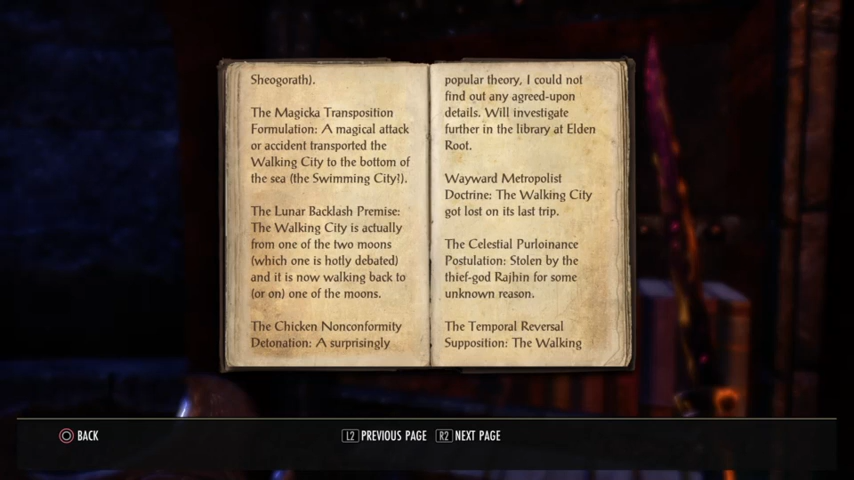 Sheogorath).
The Magicka Transposition
Formulation: A magical attack
or accident transported the
Walking City to the bottom of
the sea (the Swimming City?).
The Lunar Backlash Premise:
The Walking City is actually
from one of the two moons
(which one is hotly debated)
and it is now walking back to
(or on) one of the moons.
The Chicken Nonconformity
Detonation: A surprisingly
popular theory, I could not
find out any agreed-upon
details. Will investigate
further in the library at Elden
Root.
Wayward Metropolist
Doctrine: The Walking City
got lost on its last trip.
The Celestial Purloinance
Postulation: Stolen by the
thief-god Rajhin for some
unknown reason.
The Temporal Reversal
Supposition: The Walking
BACK
L2 PREVIOUS PAGE R2 NEXT PAGE